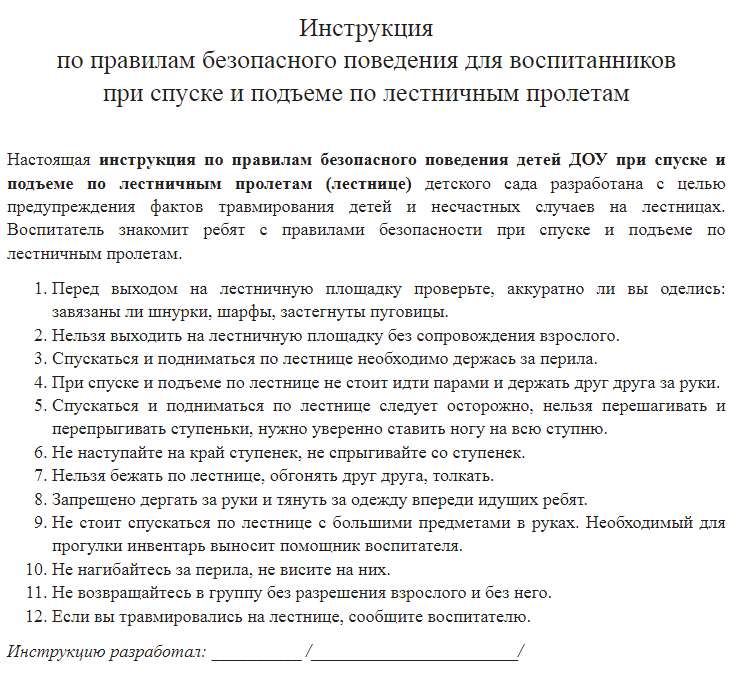 Инструкция
по правилам безопасного поведения для воспитанников
при спуске и подъеме по лестничным пролетам
Настоящая инструкция по правилам безопасного поведения детей ДОУ при спуске и
подъеме по лестничным пролетам (лестнице) детского сада разработана с целью
предупреждения фактов травмирования детей и несчастных случаев на лестницах.
Воспитатель знакомит ребят с правилами безопасности при спуске и подъеме по
лестничным пролетам.
1. Перед выходом на лестничную площадку проверьте, аккуратно ли вы оделись:
завязаны ли шнурки, шарфы, застегнуты пуговицы.
2. Нельзя выходить на лестничную площадку без сопровождения взрослого.
3. Спускаться и подниматься по лестнице необходимо держась за перила.
4. При спуске и подъеме по лестнице не стоит идти парами и держать друг друга за руки.
5. Спускаться и подниматься по лестнице следует осторожно, нельзя перешагивать и
перепрыгивать ступеньки, нужно уверенно ставить ногу на всю ступню.
6. Не наступайте на край ступенек, не спрыгивайте со ступенек.
7. Нельзя бежать по лестнице, обгонять друг друга, толкать.
8. Запрещено дергать за руки и тянуть за одежду впереди идущих ребят.
9. Не стоит спускаться по лестнице с большими предметами в руках. Необходимый для
прогулки инвентарь выносит помощник воспитателя.
10. Не нагибайтесь за перила, не висите на них.
11. Не возвращайтесь в группу без разрешения взрослого и без него.
12. Если вы травмировались на лестнице, сообщите воспитателю.
Инструкцию разработал: __________ /_______________________/